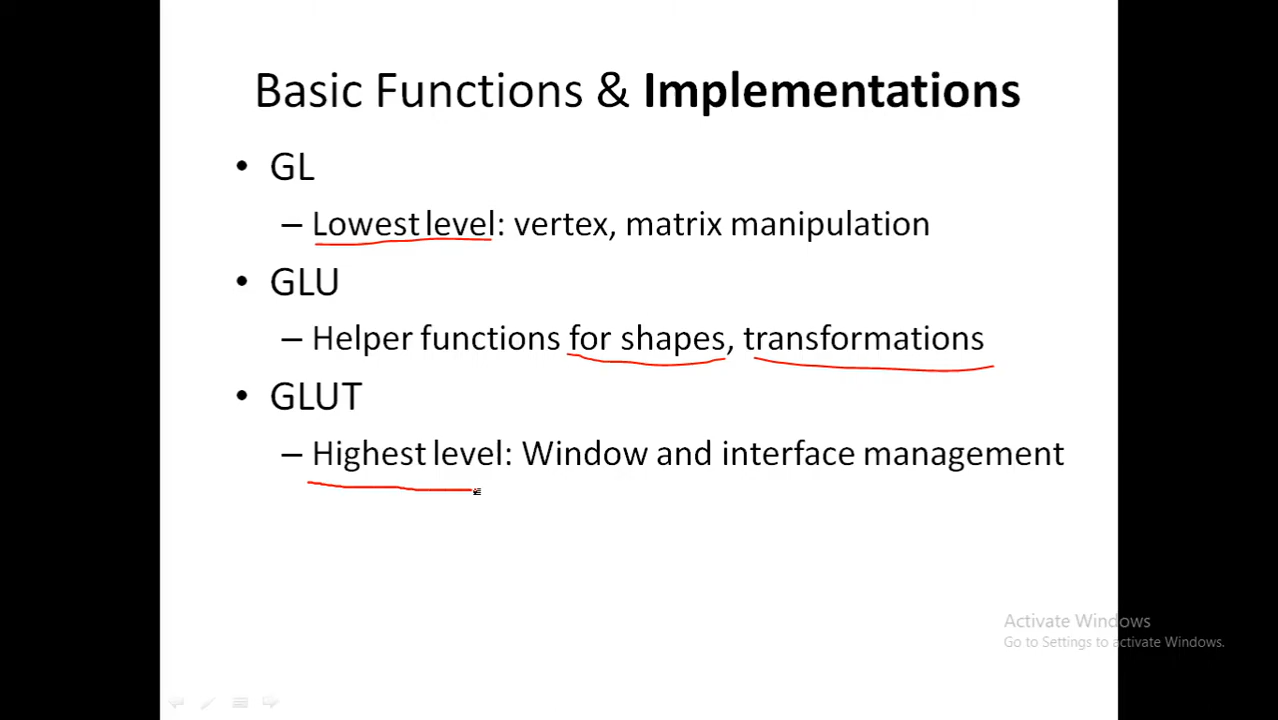 Basic Functions & Implementations
• GL
– Lowest level: vertex, matrix manipulation
• GLU
– Helper functions for shapes, transformations
• GLUT
– Highest level: Window and interface management
Activate Windows
Go to Settings to activate Windows.